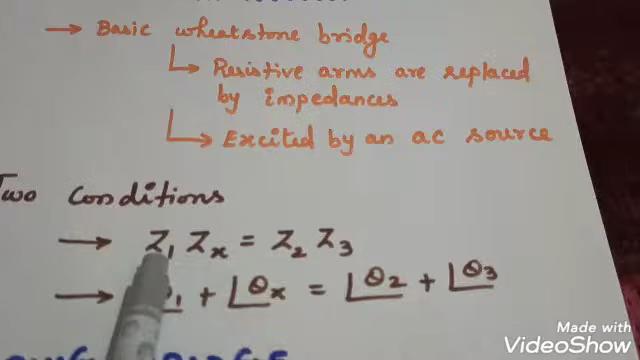 → Basic wheatstone bridge
↳ Resistive arms are replaced
by impedances
↳ Excited by an ac source
Two Conditions
→ Z₁ Zₓ = Z₂ Z₃
→ + ∠θₓ = ∠θ₂ + ∠θ₃
Made with
VideoShow